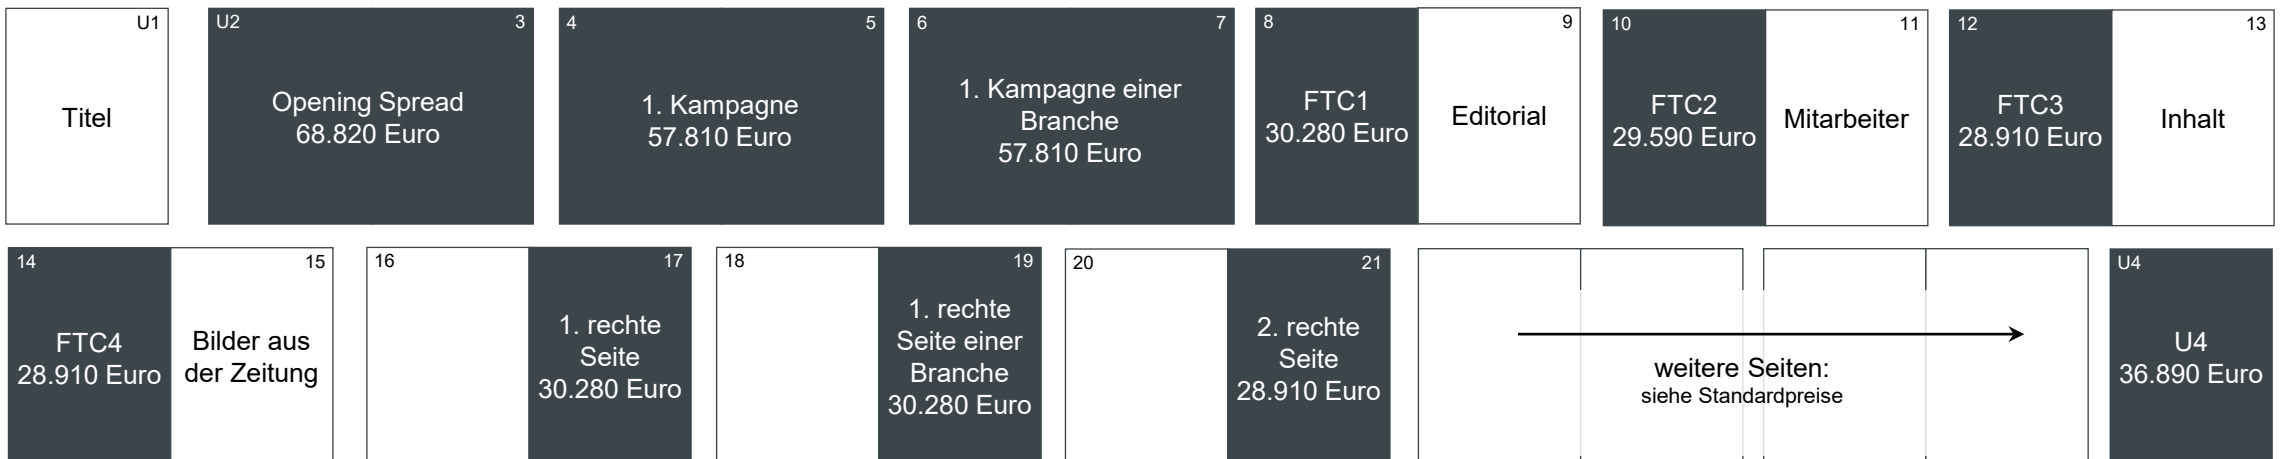 U1
Titel
U2
3
Opening Spread
68.820 Euro
4
5
1. Kampagne
57.810 Euro
6
7
1. Kampagne einer
Branche
57.810 Euro
8
9
FTC1
30.280 Euro
Editorial
10
11
FTC2
29.590 Euro
Mitarbeiter
12
13
FTC3
28.910 Euro
Inhalt
14
15
FTC4
28.910 Euro
Bilder aus
der Zeitung
16
17
1. rechte
Seite
30.280 Euro
18
19
1. rechte
Seite einer
Branche
30.280 Euro
20
21
2. rechte
Seite
28.910 Euro
weitere Seiten:
siehe Standardpreise
U4
U4
36.890 Euro